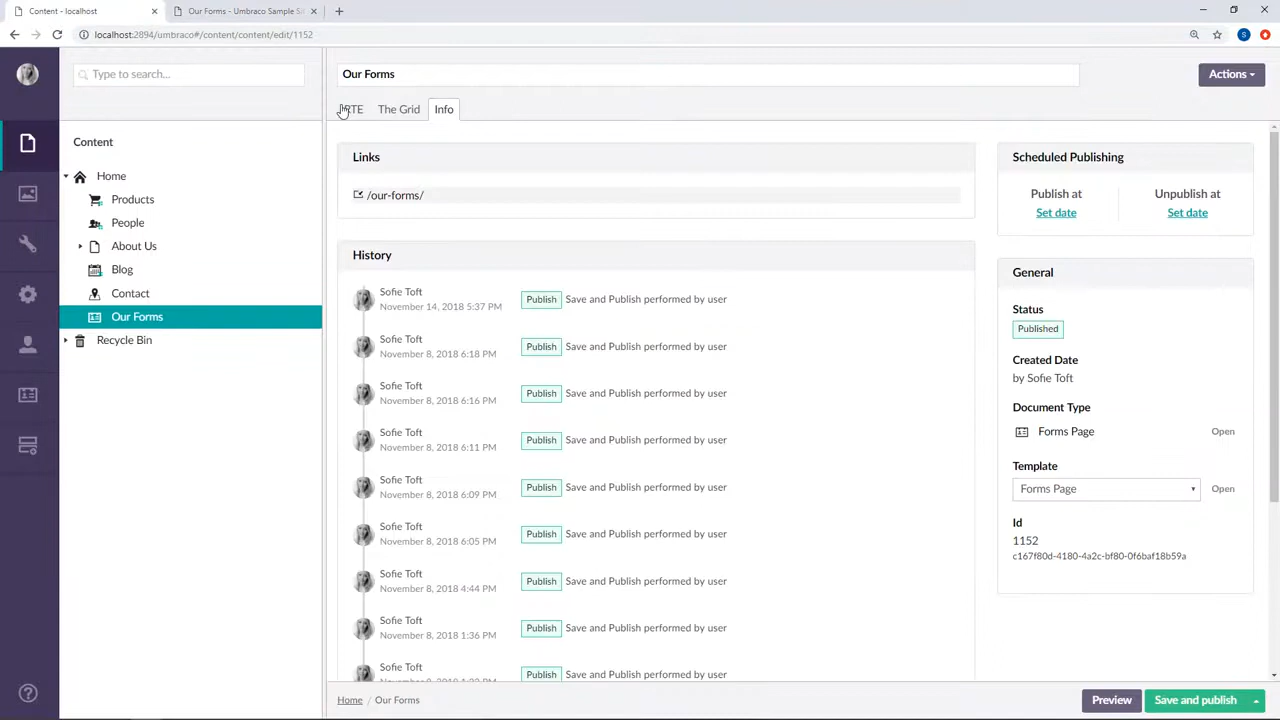 Content - localhost
Our Forms - Umbraco Sample Si
localhost:2894/umbraco#/content/content/edit/1152
S
Type to search...
Our Forms
Actions
RTE
The Grid
Info
Content
Home
Products
People
About Us
Blog
Contact
Our Forms
Recycle Bin
Links
/our-forms/
History
Sofie Toft
November 14, 2018 5:37 PM
Publish
Save and Publish performed by user
Sofie Toft
November 8, 2018 6:18 PM
Publish
Save and Publish performed by user
Sofie Toft
November 8, 2018 6:16 PM
Publish
Save and Publish performed by user
Sofie Toft
November 8, 2018 6:11 PM
Publish
Save and Publish performed by user
Sofie Toft
November 8, 2018 6:09 PM
Publish
Save and Publish performed by user
Sofie Toft
November 8, 2018 6:05 PM
Publish
Save and Publish performed by user
Sofie Toft
November 8, 2018 4:44 PM
Publish
Save and Publish performed by user
Sofie Toft
November 8, 2018 1:36 PM
Publish
Save and Publish performed by user
Sofie Toft
Publish
Save and Publish performed by user
Scheduled Publishing
Publish at
Set date
Unpublish at
Set date
General
Status
Published
Created Date
by Sofie Toft
Document Type
Forms Page
Open
Template
Forms Page
Open
Id
1152
c167f80d-4180-4a2c-bf80-0f6baf18b59a
Home / Our Forms
Preview
Save and publish